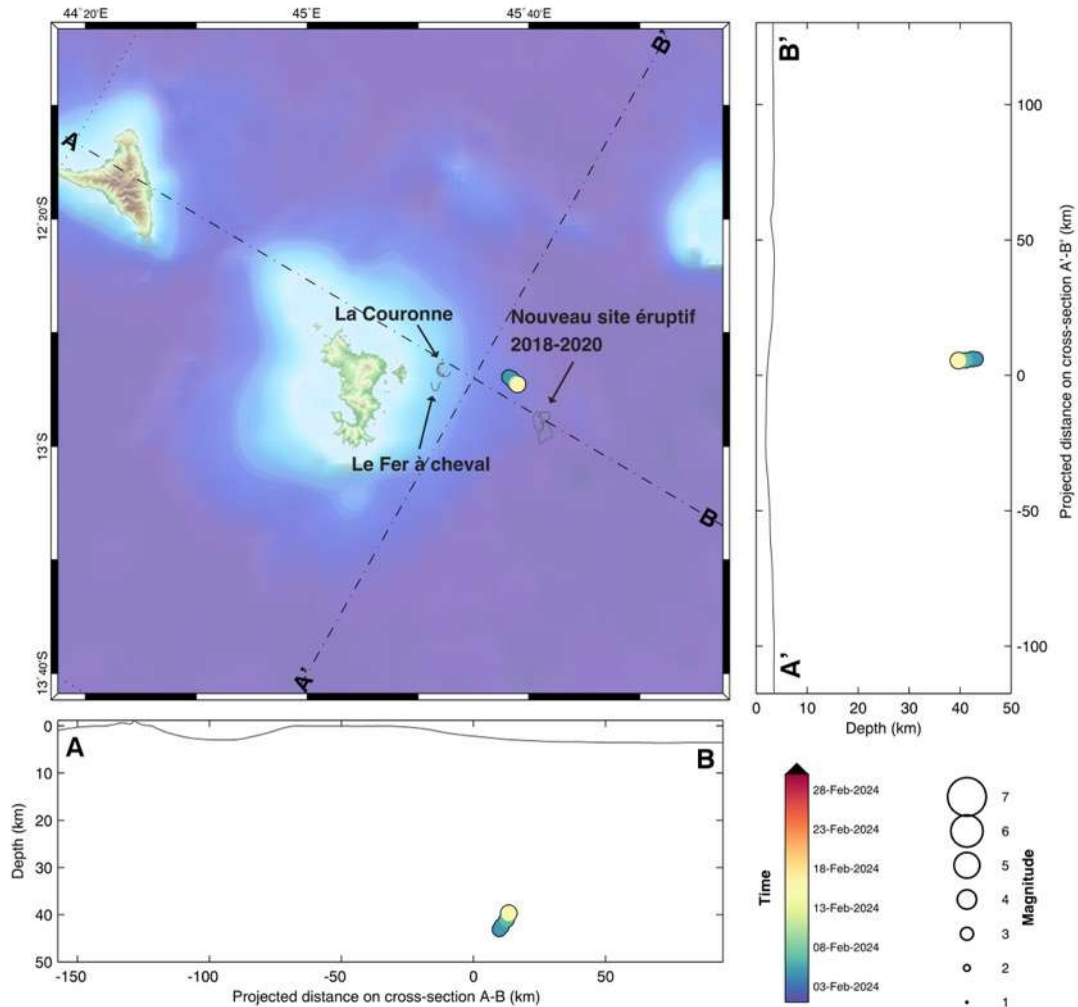 44˚20'E
45˚E
45˚40'E
12˚20'S
13˚S
13˚40'S
A
B'
La Couronne
Nouveau site éruptif
2018-2020
Le Fer à cheval
B
A'
B'
A'
100
50
0
-50
-100
Projected distance on cross-section A'-B' (km)
0 10 20 30 40 50
Depth (km)
A
B
0
10
20
30
40
50
Depth (km)
-150 -100 -50 0 50
Projected distance on cross-section A-B (km)
Time
28-Feb-2024
23-Feb-2024
18-Feb-2024
13-Feb-2024
08-Feb-2024
03-Feb-2024
7
6
5
4
3
2
1
Magnitude